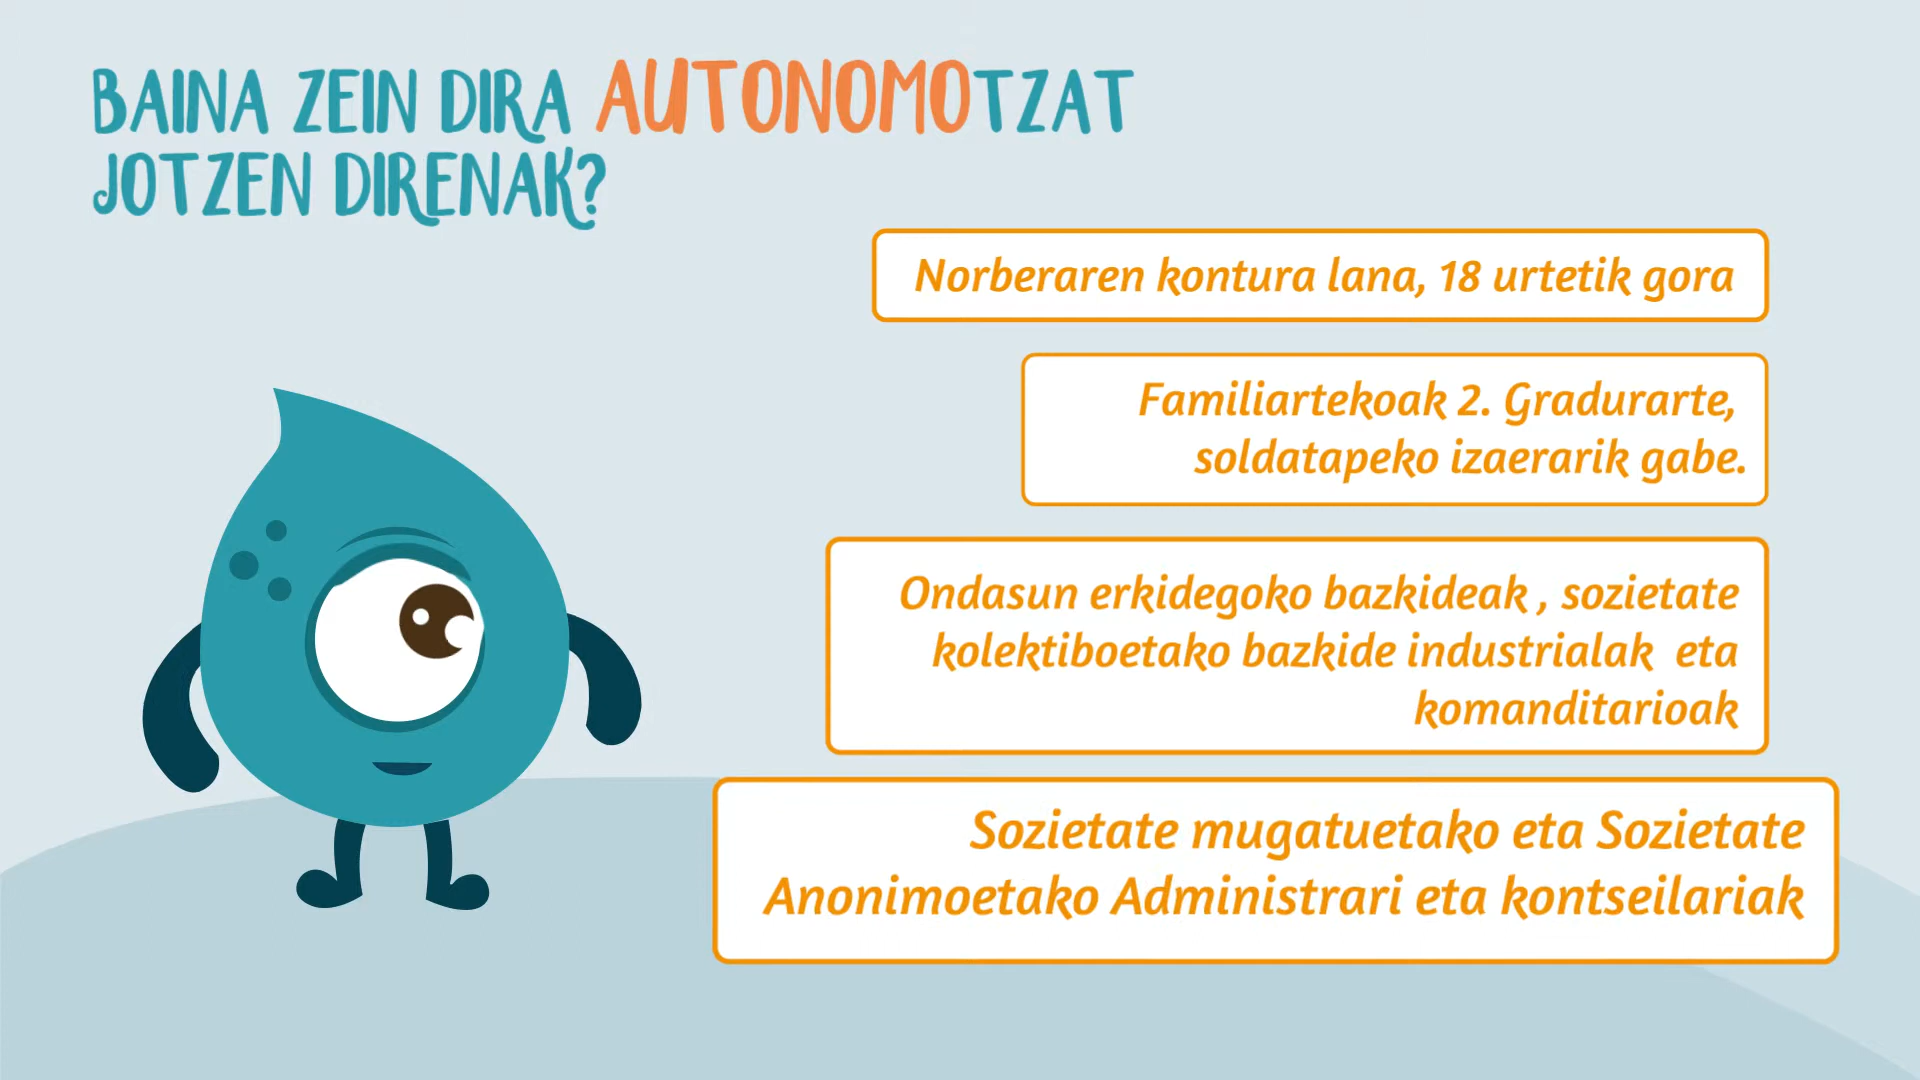 BAINA ZEIN DIRA AUTONOMOTZAT
JOTZEN DIRENAK?
Norberaren kontura lana, 18 urtetik gora
Familiartekoak 2. Gradurarte,
soldatapeko izaerarik gabe.
Ondasun erkidegoko bazkideak , sozietate
kolektiboetako bazkide industrialak eta
komanditarioak
Sozietate mugatuetako eta Sozietate
Anonimoetako Administrari eta kontseilariak